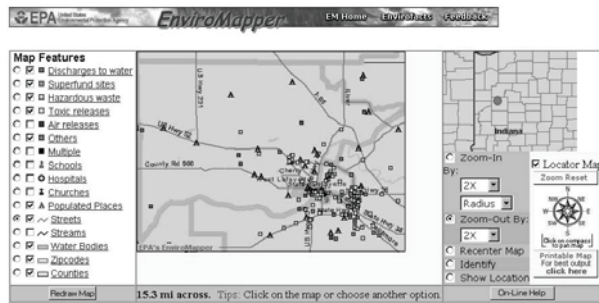 EPA United States Environmental Protection Agency
EnviroMapper
EM Home Envirofacts Feedback
Map Features
Discharges to water
Superfund sites
Hazardous waste
Toxic releases
Air releases
Others
Multiple
Schools
Hospitals
Churches
Populated Places
Streets
Streams
Water Bodies
Zipcodes
Counties
Redraw Map
US Hwy 231
I-65
US Hwy 52
County Rd 500
EPA's EnviroMapper
15.3 mi across. Tips: Click on the map or choose another option.
Indiana
Zoom-In
By:
2X
Radius
Zoom-Out By:
2X
Recenter Map
Identify
Show Location
Locator Map
Zoom Reset
N
NW NE
W E
SW SE
S
Click on compass
to pan map
Printable Map
For best output
click here
On-Line Help